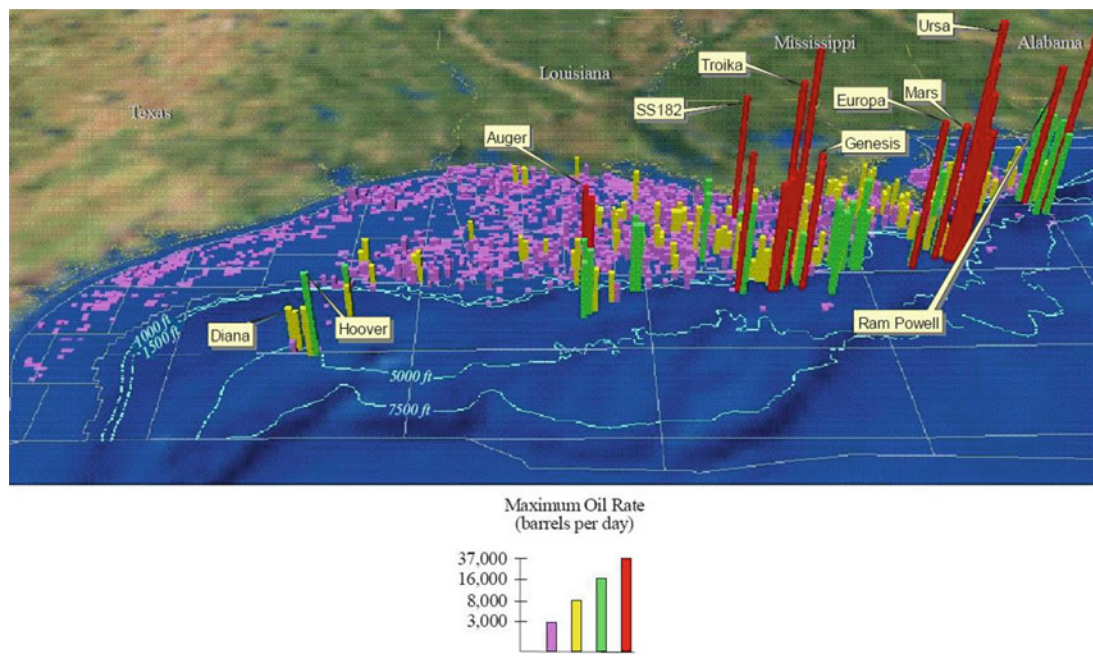 Ursa
Mississippi
Alabama
Troika
Louisiana
Europa
Mars
Texas
SS182
Auger
Genesis
Diana
Hoover
Ram Powell
1000 ft
1500 ft
5000 ft
7500 ft
Maximum Oil Rate
(barrels per day)
37,000
16,000
8,000
3,000